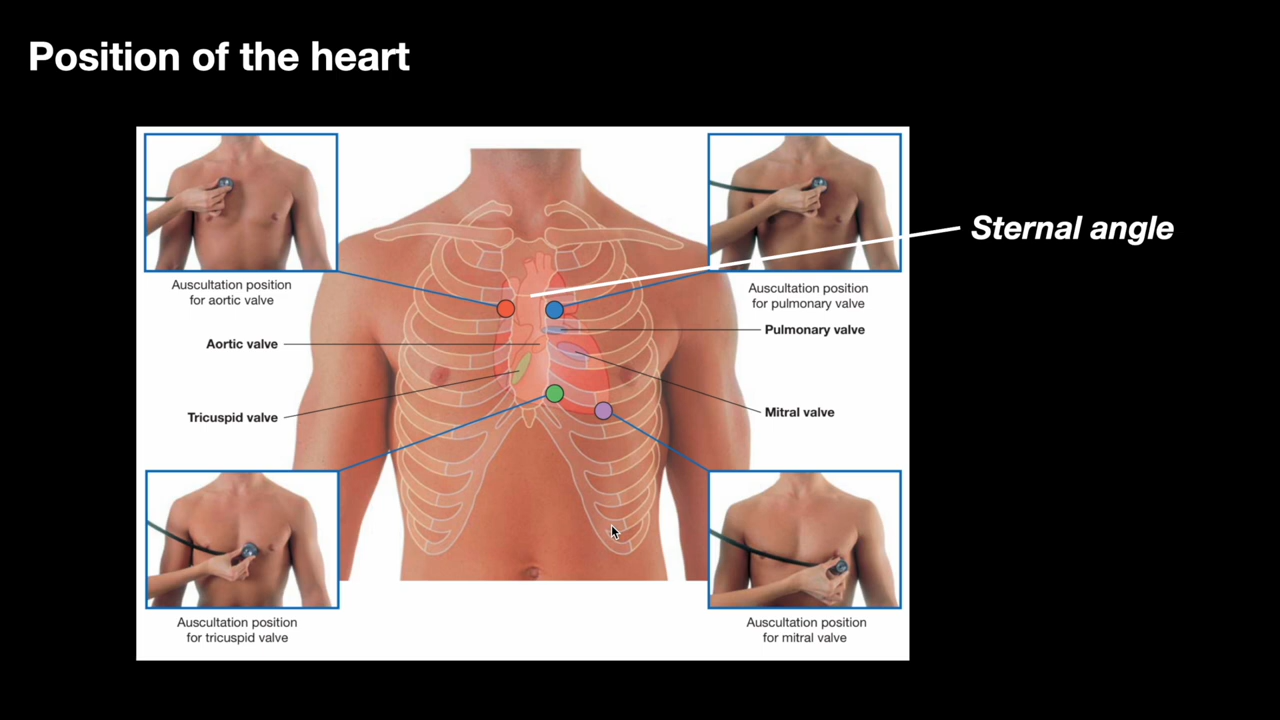 Position of the heart
Sternal angle
Auscultation position
for aortic valve
Auscultation position
for pulmonary valve
Pulmonary valve
Aortic valve
Mitral valve
Tricuspid valve
Auscultation position
for tricuspid valve
Auscultation position
for mitral valve